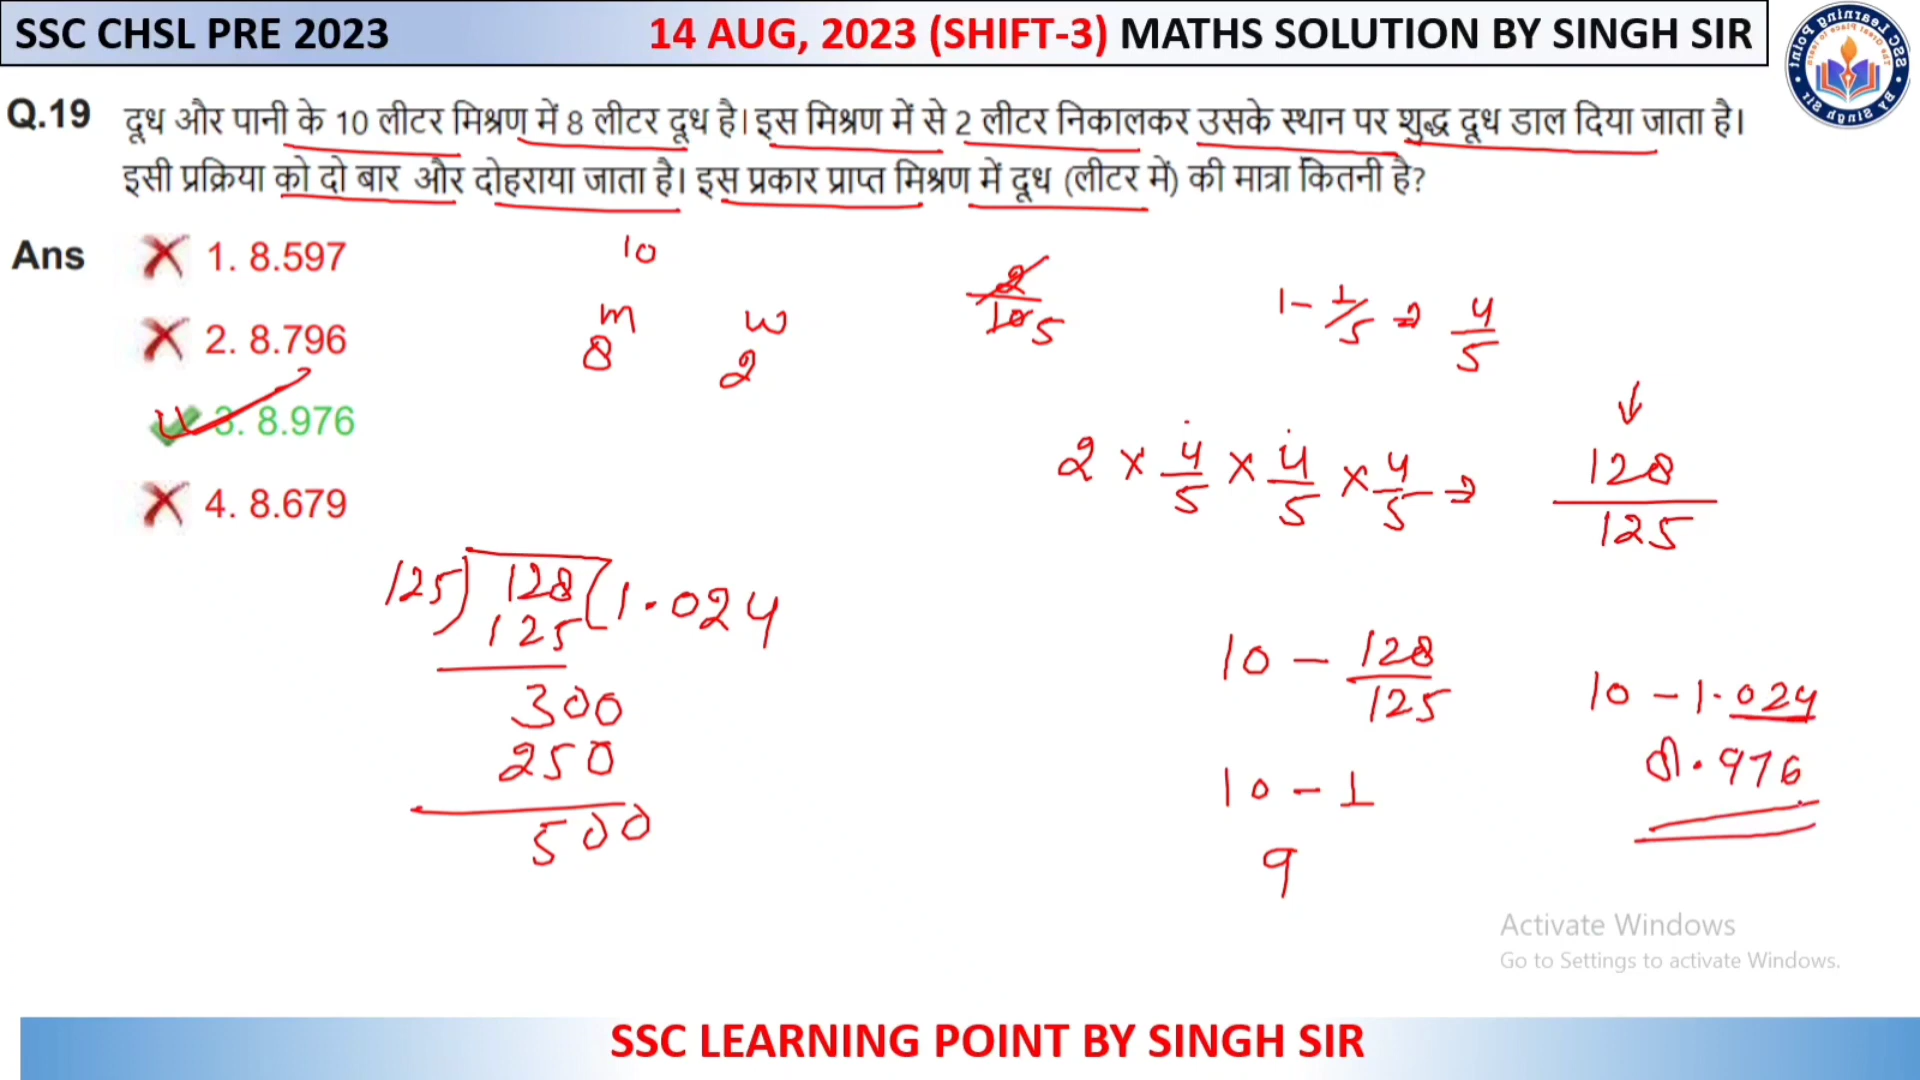 SSC CHSL PRE 2023 14 AUG, 2023 (SHIFT-3) MATHS SOLUTION BY SINGH SIR
Q.19 दूध और पानी के 10 लीटर मिश्रण में 8 लीटर दूध है। इस मिश्रण में से 2 लीटर निकालकर उसके स्थान पर शुद्ध दूध डाल दिया जाता है।
इसी प्रक्रिया को दो बार और दोहराया जाता है। इस प्रकार प्राप्त मिश्रण में दूध (लीटर में) की मात्रा कितनी है?
Ans
1. 8.597
2. 8.796
3. 8.976
4. 8.679
10
m w
8 2
2/10 5
1 - 1/5 ⇒ 4/5
2 × 4/5 × 4/5 × 4/5 ⇒ 128/125
125) 128 (1.024
125
300
250
500
10 - 128/125
10 - 1
9
10 - 1.024
8.976
Activate Windows
Go to Settings to activate Windows.
SSC LEARNING POINT BY SINGH SIR